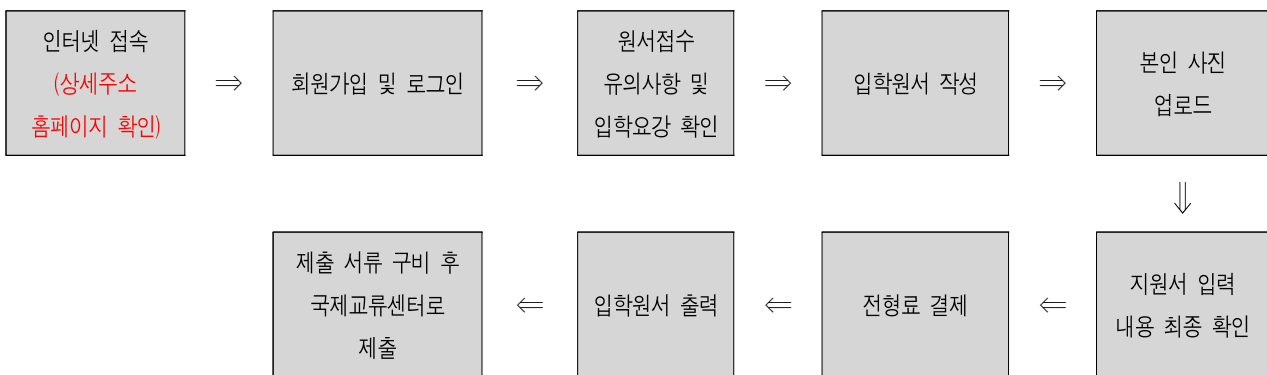 인터넷 접속
(상세주소
홈페이지 확인)
⇒
회원가입 및 로그인
⇒
원서접수
유의사항 및
입학요강 확인
⇒
입학원서 작성
⇒
본인 사진
업로드
⇓
지원서 입력
내용 최종 확인
⇐
전형료 결제
⇐
입학원서 출력
⇐
제출 서류 구비 후
국제교류센터로
제출